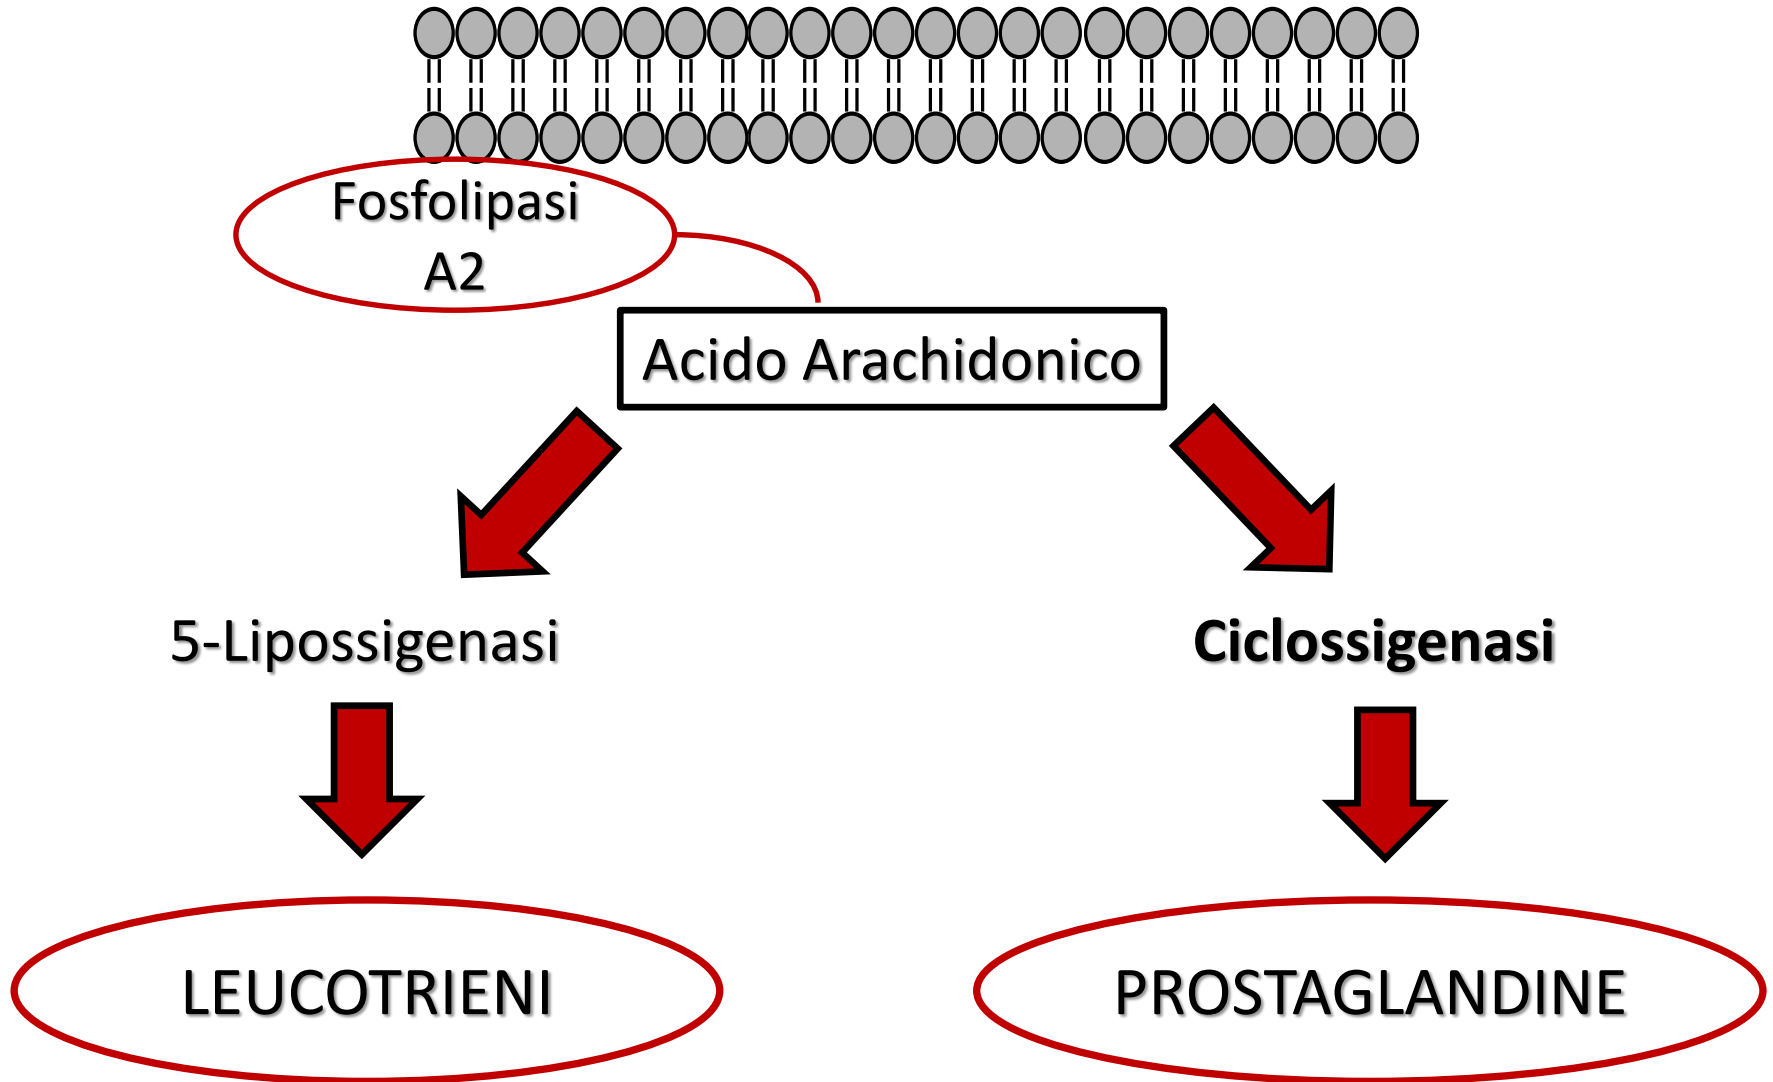 Fosfolipasi
A2
Acido Arachidonico
5-Lipossigenasi
Ciclossigenasi
LEUCOTRIENI
PROSTAGLANDINE